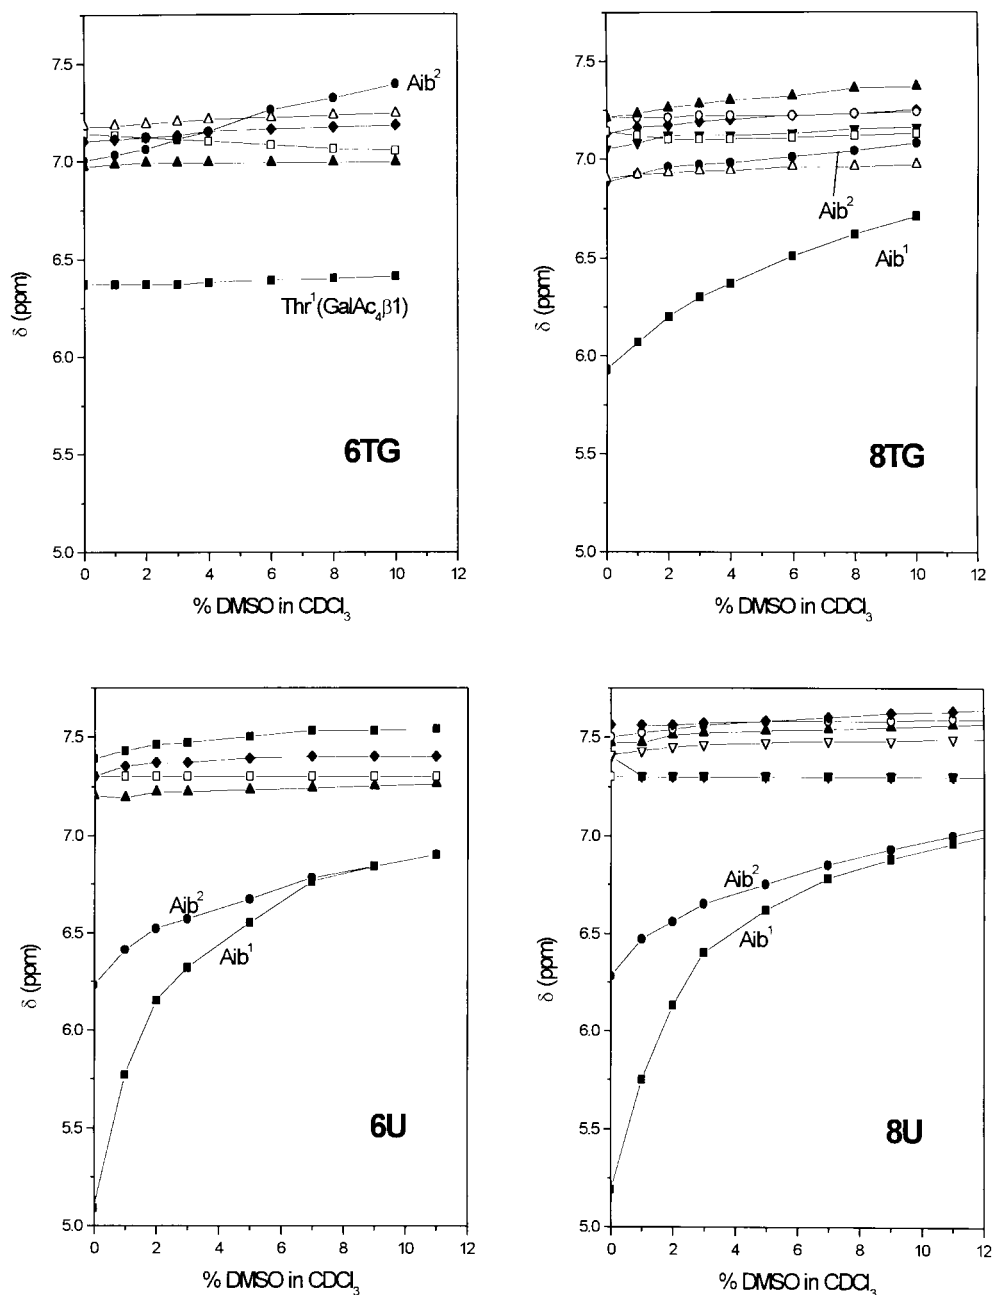 7.5
7.0
6.5
6.0
5.5
5.0
δ (ppm)
Aib²
Thr¹(GalAc₄β1)
6TG
0 2 4 6 8 10 12
% DMSO in CDCl₃
7.5
7.0
6.5
6.0
5.5
5.0
δ (ppm)
Aib²
Aib¹
8TG
0 2 4 6 8 10 12
% DMSO in CDCl₃
7.5
7.0
6.5
6.0
5.5
5.0
δ (ppm)
Aib²
Aib¹
6U
0 2 4 6 8 10 12
% DMSO in CDCl₃
7.5
7.0
6.5
6.0
5.5
5.0
δ (ppm)
Aib²
Aib¹
8U
0 2 4 6 8 10 12
% DMSO in CDCl₃